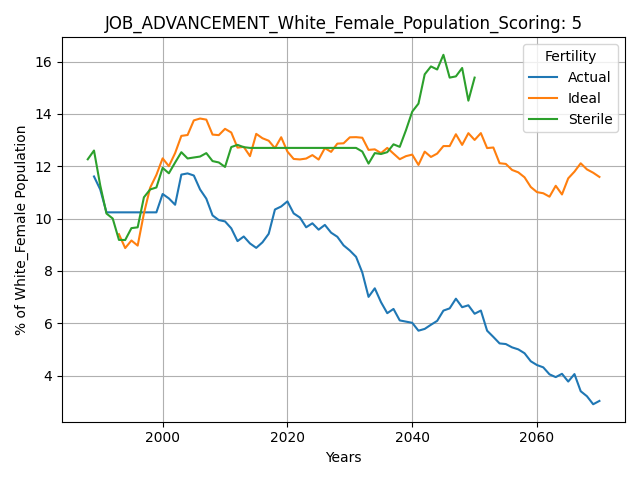 JOB_ADVANCEMENT_White_Female_Population_Scoring: 5
% of White_Female Population
16
14
12
10
8
6
4
2000
2020
2040
2060
Years
Fertility
Actual
Ideal
Sterile